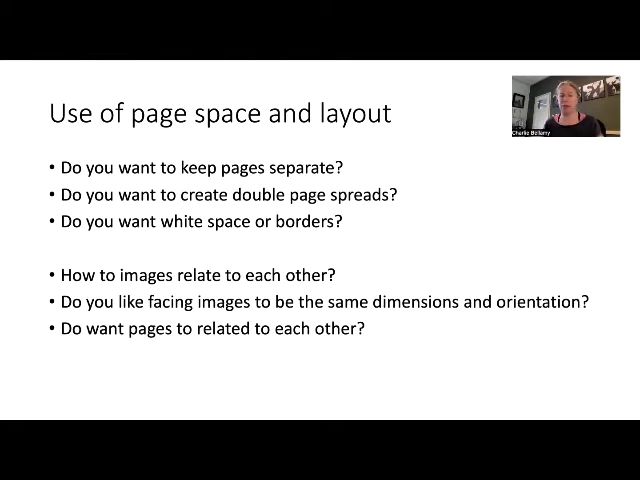 Use of page space and layout
Charlie Bellamy
• Do you want to keep pages separate?
• Do you want to create double page spreads?
• Do you want white space or borders?
• How to images relate to each other?
• Do you like facing images to be the same dimensions and orientation?
• Do want pages to related to each other?